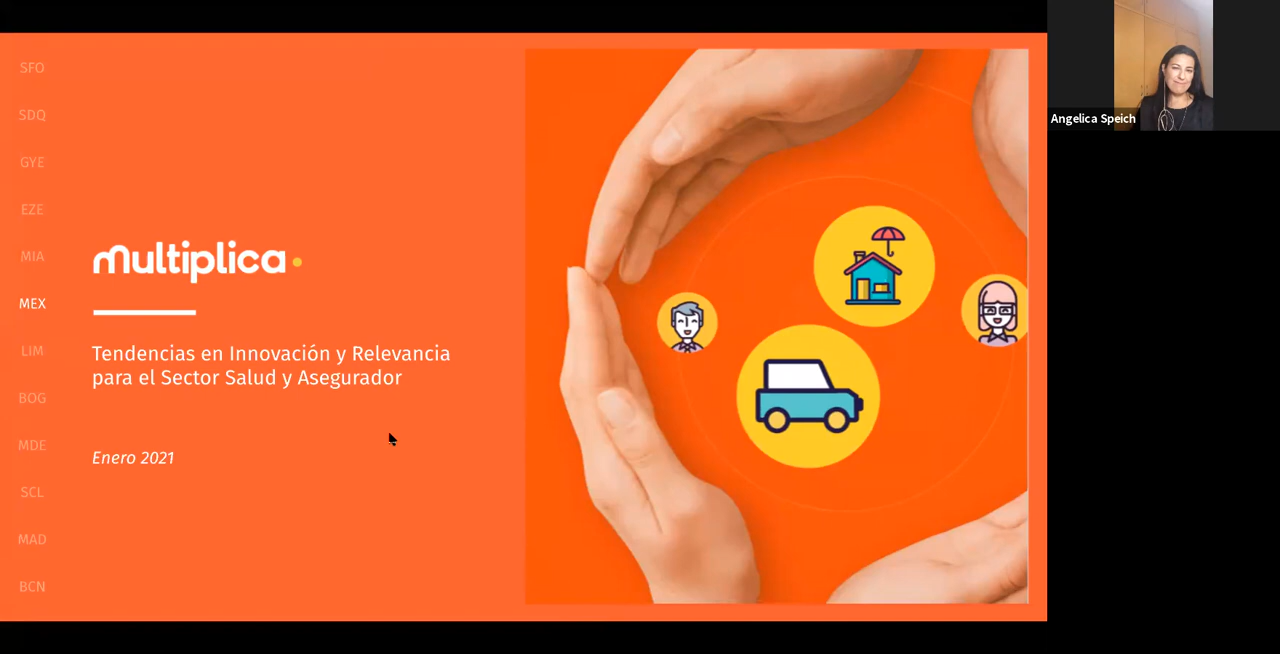 SFO
SDQ
GYE
EZE
MIA
MEX
LIM
BOG
MDE
SCL
MAD
BCN
multiplica
Tendencias en Innovación y Relevancia
para el Sector Salud y Asegurador
Enero 2021
Angelica Speich